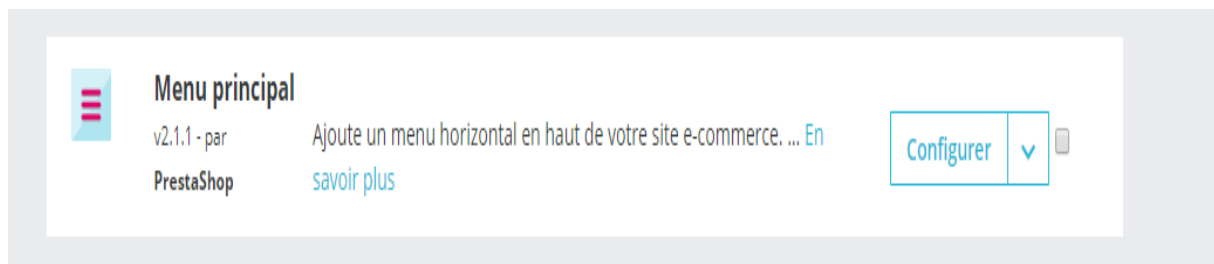 Menu principal
v2.1.1 - par
PrestaShop
Ajoute un menu horizontal en haut de votre site e-commerce. ... En
savoir plus
Configurer